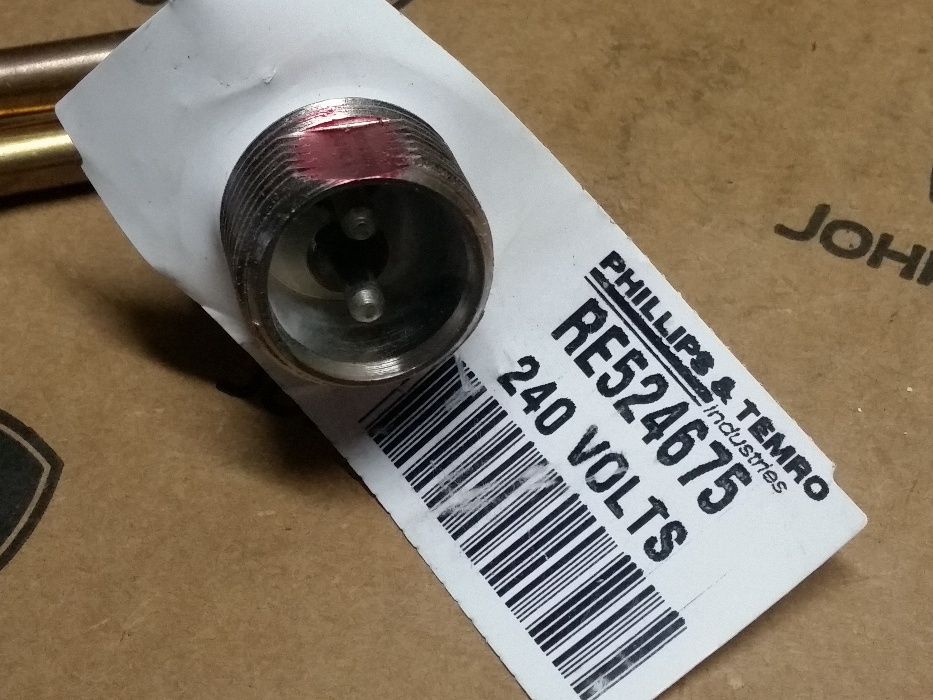 PHILLIPS & TEMRO
Industries
RE524675
240 VOLTS
JOH